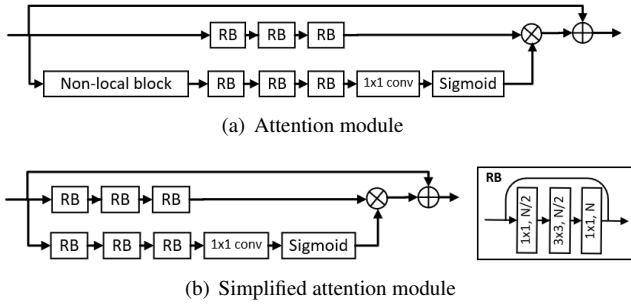 RB RB RB
Non-local block RB RB RB 1x1 conv Sigmoid
(a) Attention module
RB
RB RB RB
1x1, N/2 3x3, N/2 1x1, N
RB RB RB 1x1 conv Sigmoid
(b) Simplified attention module